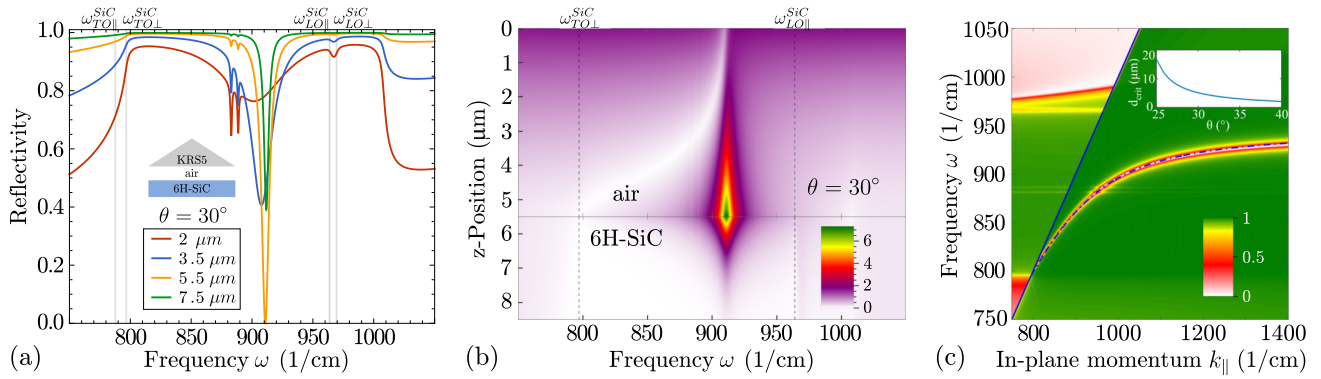 ω_{TO∥}^{SiC} ω_{TO⊥}^{SiC} ω_{LO∥}^{SiC} ω_{LO⊥}^{SiC}
1.0
0.8
0.6
0.4
0.2
0.0
Reflectivity
KRS5
air
6H-SiC
θ = 30°
2 μm
3.5 μm
5.5 μm
7.5 μm
800 850 900 950 1000
(a) Frequency ω (1/cm)
ω_{TO⊥}^{SiC} ω_{LO∥}^{SiC}
0
1
2
3
4
5
6
7
8
z-Position (μm)
air
θ = 30°
6H-SiC
6
4
2
0
800 850 900 950 1000
(b) Frequency ω (1/cm)
1050
1000
950
900
850
800
750
Frequency ω (1/cm)
20
10
0
d_{crit} (μm)
25 30 35 40
θ (°)
1
0.5
0
800 1000 1200 1400
(c) In-plane momentum k_∥ (1/cm)